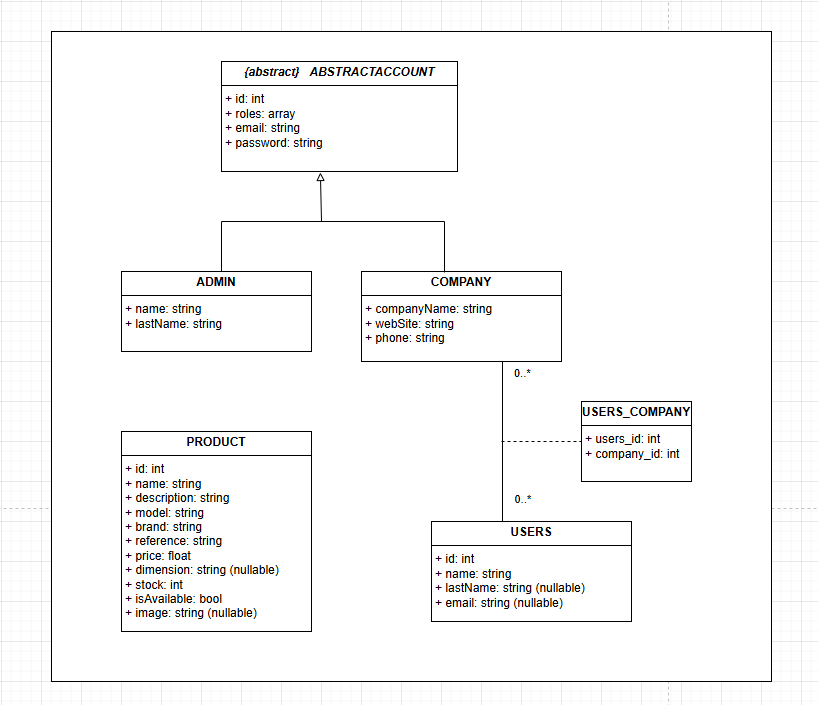 {abstract} ABSTRACTACCOUNT
+ id: int
+ roles: array
+ email: string
+ password: string
ADMIN
+ name: string
+ lastName: string
COMPANY
+ companyName: string
+ webSite: string
+ phone: string
0..*
USERS_COMPANY
+ users_id: int
+ company_id: int
PRODUCT
+ id: int
+ name: string
+ description: string
+ model: string
+ brand: string
+ reference: string
+ price: float
+ dimension: string (nullable)
+ stock: int
+ isAvailable: bool
+ image: string (nullable)
0..*
USERS
+ id: int
+ name: string
+ lastName: string (nullable)
+ email: string (nullable)